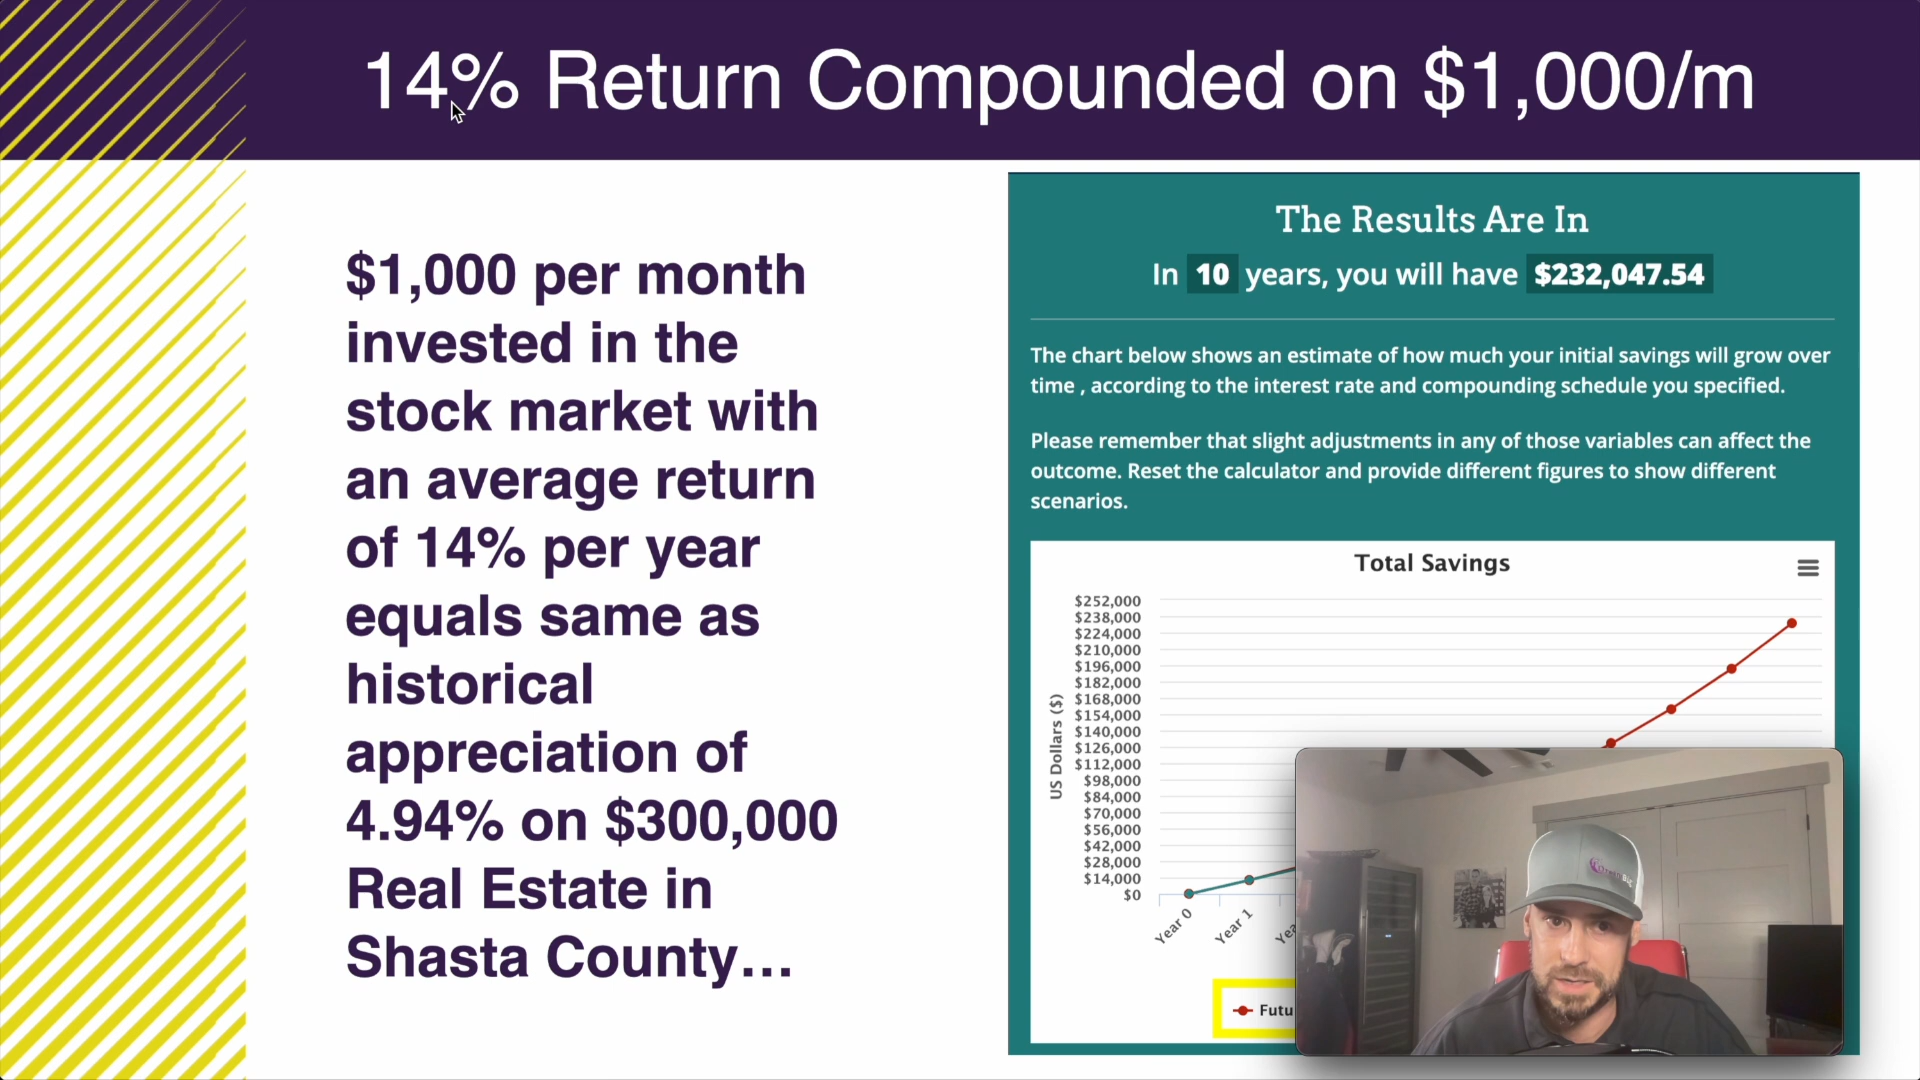 14% Return Compounded on $1,000/m
$1,000 per month
invested in the
stock market with
an average return
of 14% per year
equals same as
historical
appreciation of
4.94% on $300,000
Real Estate in
Shasta County...
The Results Are In
In 10 years, you will have $232,047.54
The chart below shows an estimate of how much your initial savings will grow over
time , according to the interest rate and compounding schedule you specified.
Please remember that slight adjustments in any of those variables can affect the
outcome. Reset the calculator and provide different figures to show different
scenarios.
Total Savings
US Dollars ($)
$252,000
$238,000
$224,000
$210,000
$196,000
$182,000
$168,000
$154,000
$140,000
$126,000
$112,000
$98,000
$84,000
$70,000
$56,000
$42,000
$28,000
$14,000
$0
Year 0
Year 1